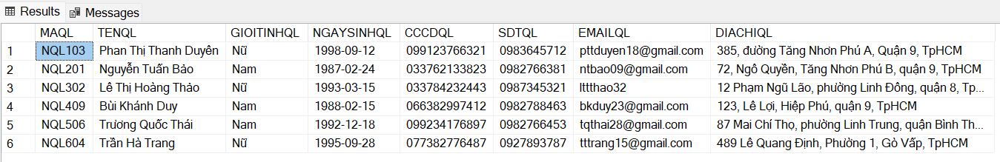 Results Messages
MAQL TENQL GIOITINHQL NGAYSINHQL CCCDQL SDTQL EMAILQL DIACHIQL
1 NQL103 Phan Thị Thanh Duyên Nữ 1998-09-12 099123766321 0983645712 pttduyen18@gmail.com 385, đường Tăng Nhơn Phú A, Quận 9, TpHCM
2 NQL201 Nguyễn Tuấn Bảo Nam 1987-02-24 033762133823 0982766381 ntbao09@gmail.com 72, Ngô Quyền, Tăng Nhơn Phú B, quận 9, TpHCM
3 NQL302 Lê Thị Hoàng Thảo Nữ 1993-03-15 033784232443 0987345321 lttthao32 12 Phạm Ngũ Lão, phường Linh Đông, quận 8, Tp...
4 NQL409 Bùi Khánh Duy Nam 1988-02-15 066382997412 0982788463 bkduy23@gmail.com 123, Lê Lợi, Hiệp Phú, quận 9, TpHCM
5 NQL506 Trương Quốc Thái Nam 1992-12-18 099234176897 0982766453 tqthai28@gmail.com 87 Mai Chí Thọ, phường Linh Trung, quận Bình Th...
6 NQL604 Trần Hà Trang Nữ 1995-09-28 077382776487 0927893787 tttrang15@gmail.com 489 Lê Quang Định, Phường 1, Gò Vấp, TpHCM